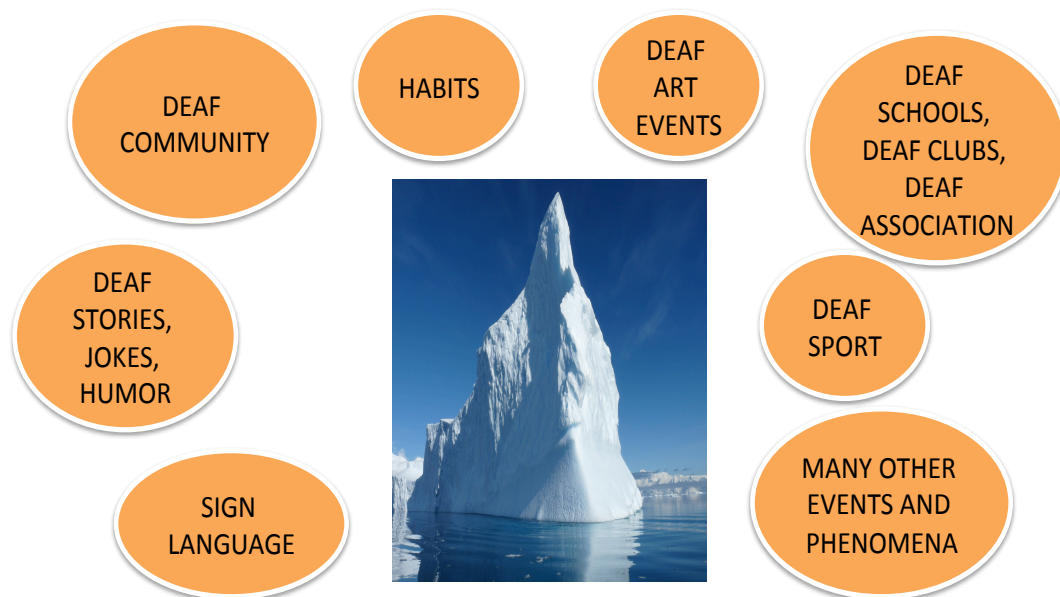 DEAF
COMMUNITY
HABITS
DEAF
ART
EVENTS
DEAF
SCHOOLS,
DEAF CLUBS,
DEAF
ASSOCIATION
DEAF
STORIES,
JOKES,
HUMOR
DEAF
SPORT
SIGN
LANGUAGE
MANY OTHER
EVENTS AND
PHENOMENA